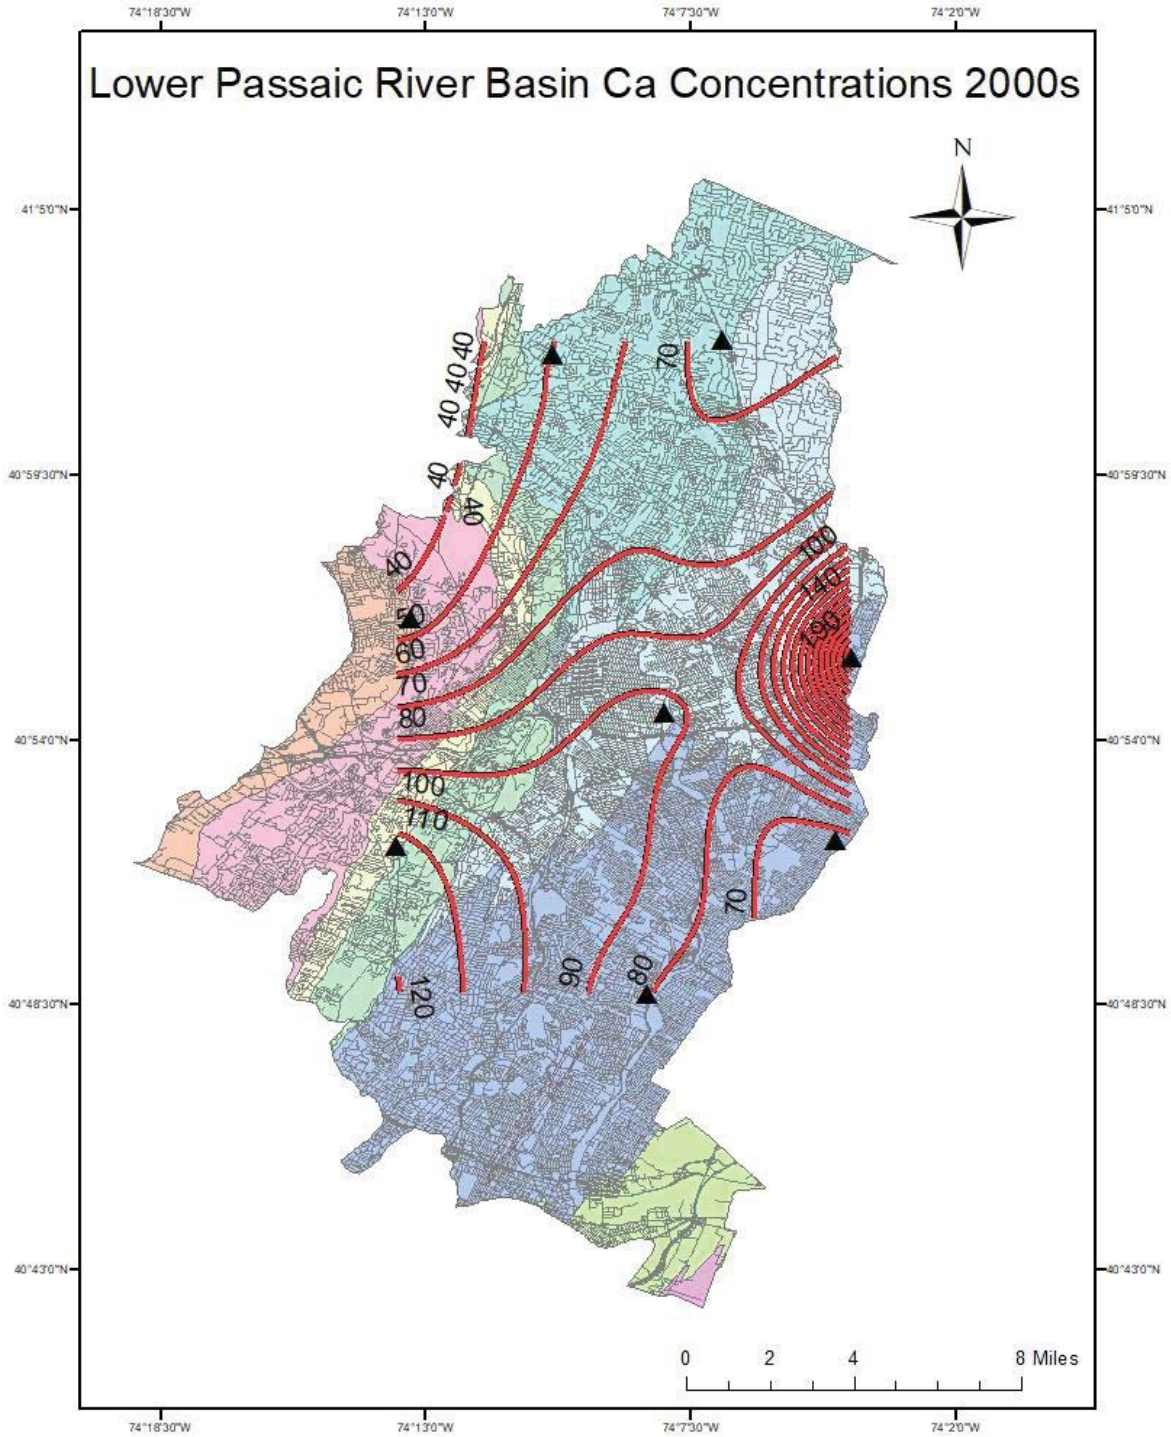 74°18'30"W 74°13'0"W 74°7'30"W 74°2'0"W
Lower Passaic River Basin Ca Concentrations 2000s
N
41°5'0"N 41°5'0"N
40
70
40
40
40°59'30"N 40 40°59'30"N
40
100
40
140
50
190
60
70
80
40°54'0"N 40°54'0"N
100
110
70
90 80
120
40°48'30"N 40°48'30"N
40°43'0"N 40°43'0"N
0 2 4 8 Miles
74°18'30"W 74°13'0"W 74°7'30"W 74°2'0"W